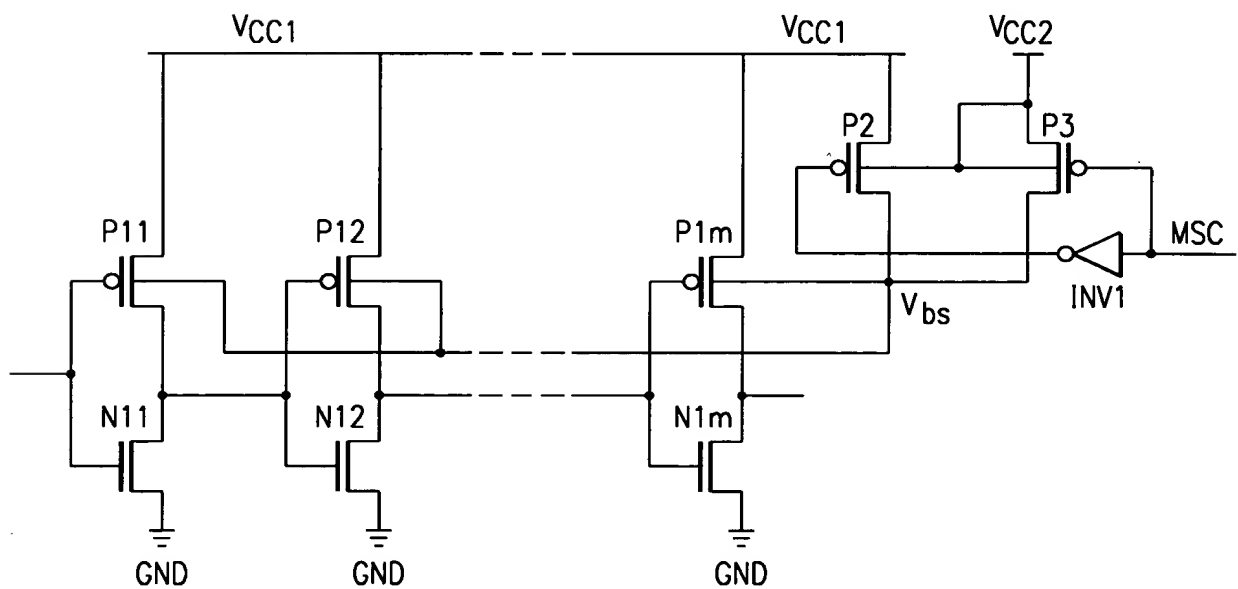 VCC1
VCC1
VCC2
P2
P3
P11
P12
P1m
MSC
INV1
Vbs
N11
N12
N1m
GND
GND
GND